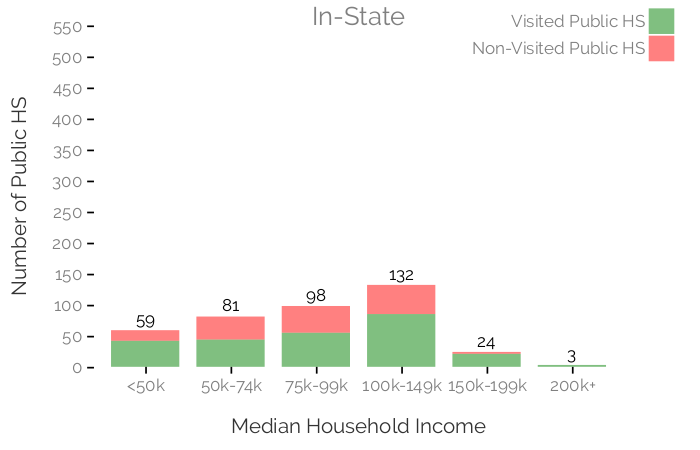 In-State
Visited Public HS
Non-Visited Public HS
Number of Public HS
550
500
450
400
350
300
250
200
150
100
50
0
59
81
98
132
24
3
<50k
50k-74k
75k-99k
100k-149k
150k-199k
200k+
Median Household Income